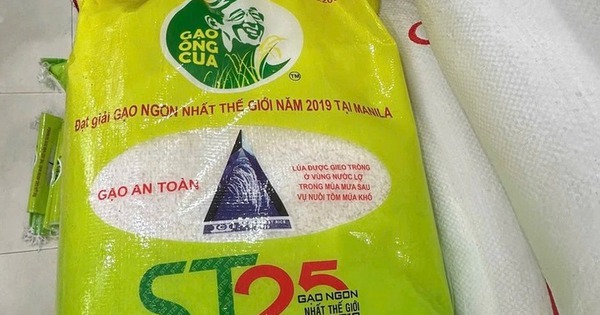 GẠO
ÔNG
CUA
TM
Đạt giải GẠO NGON NHẤT THẾ GIỚI NĂM 2019 TẠI MANILA
GẠO AN TOÀN
LÚA ĐƯỢC GIEO TRỒNG
Ở VÙNG NƯỚC LỢ
TRONG MÙA MƯA SAU
VỤ NUÔI TÔM MÙA KHÔ
ST25
GẠO NGON
NHẤT THẾ GIỚI